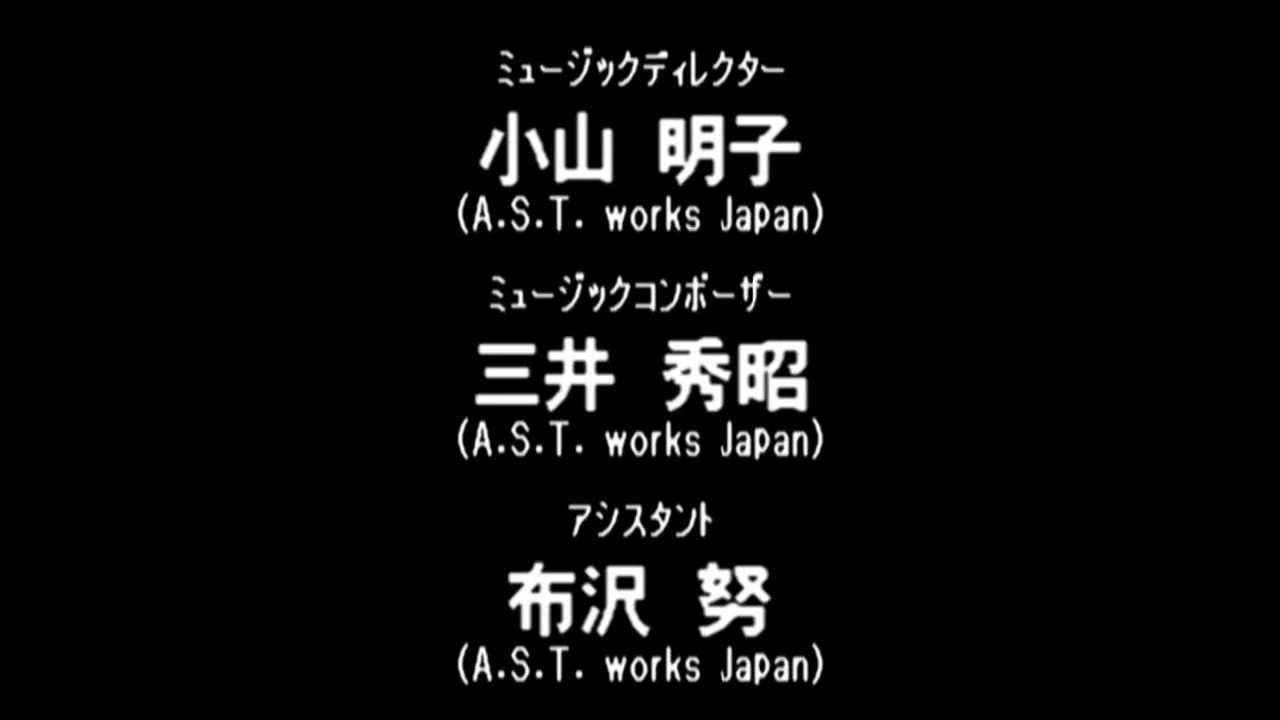 ミュージックディレクター
小山 明子
(A.S.T. works Japan)
ミュージックコンポーザー
三井 秀昭
(A.S.T. works Japan)
アシスタント
布沢 努
(A.S.T. works Japan)